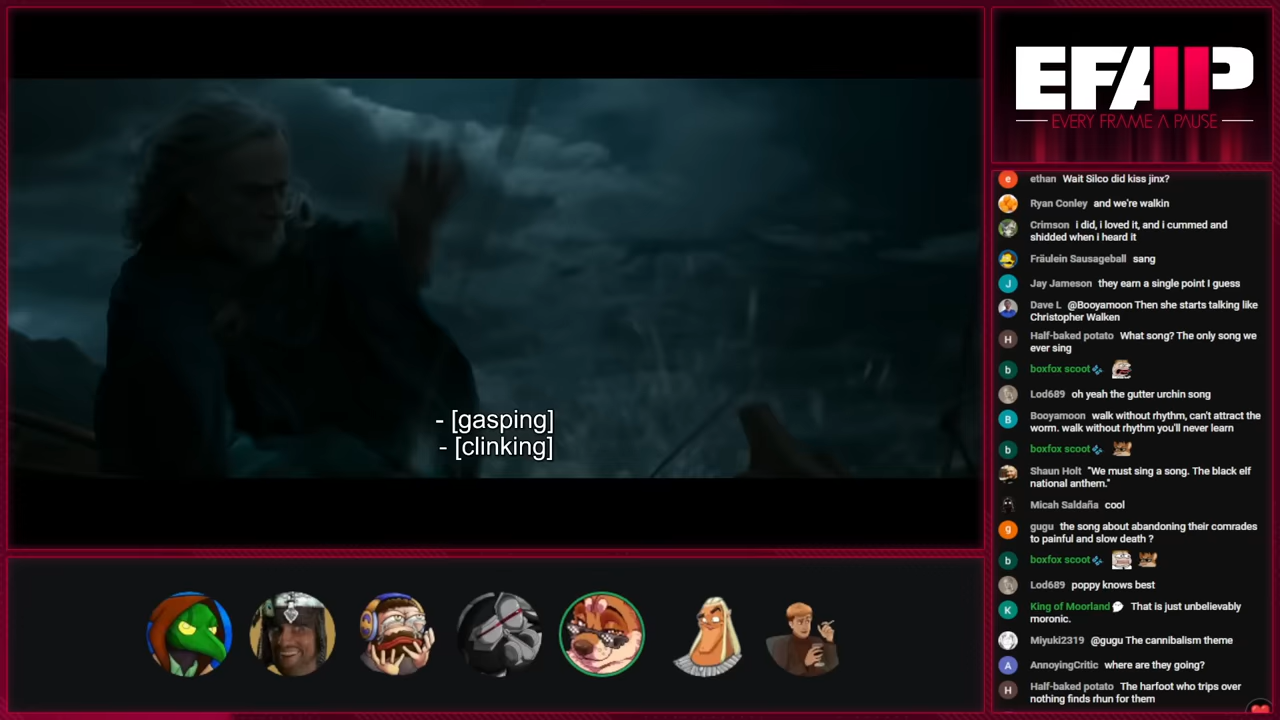 - [gasping]
- [clinking]
EFAP
EVERY FRAME A PAUSE
ethan Wait Silco did kiss jinx?
Ryan Conley and we're walkin
Crimson i did, i loved it, and i cummed and
shidded when i heard it
Fräulein Sausageball sang
Jay Jameson they earn a single point I guess
Dave L @Booyamoon Then she starts talking like
Christopher Walken
Half-baked potato What song? The only song we
ever sing
boxfox scoot
Lod689 oh yeah the gutter urchin song
Booyamoon walk without rhythm, can't attract the
worm. walk without rhythm you'll never learn
boxfox scoot
Shaun Holt "We must sing a song. The black elf
national anthem."
Micah Saldaña cool
gugu the song about abandoning their comrades
to painful and slow death ?
boxfox scoot
Lod689 poppy knows best
King of Moorland That is just unbelievably
moronic.
Miyuki2319 @gugu The cannibalism theme
AnnoyingCritic where are they going?
Half-baked potato The harfoot who trips over
nothing finds rhun for them